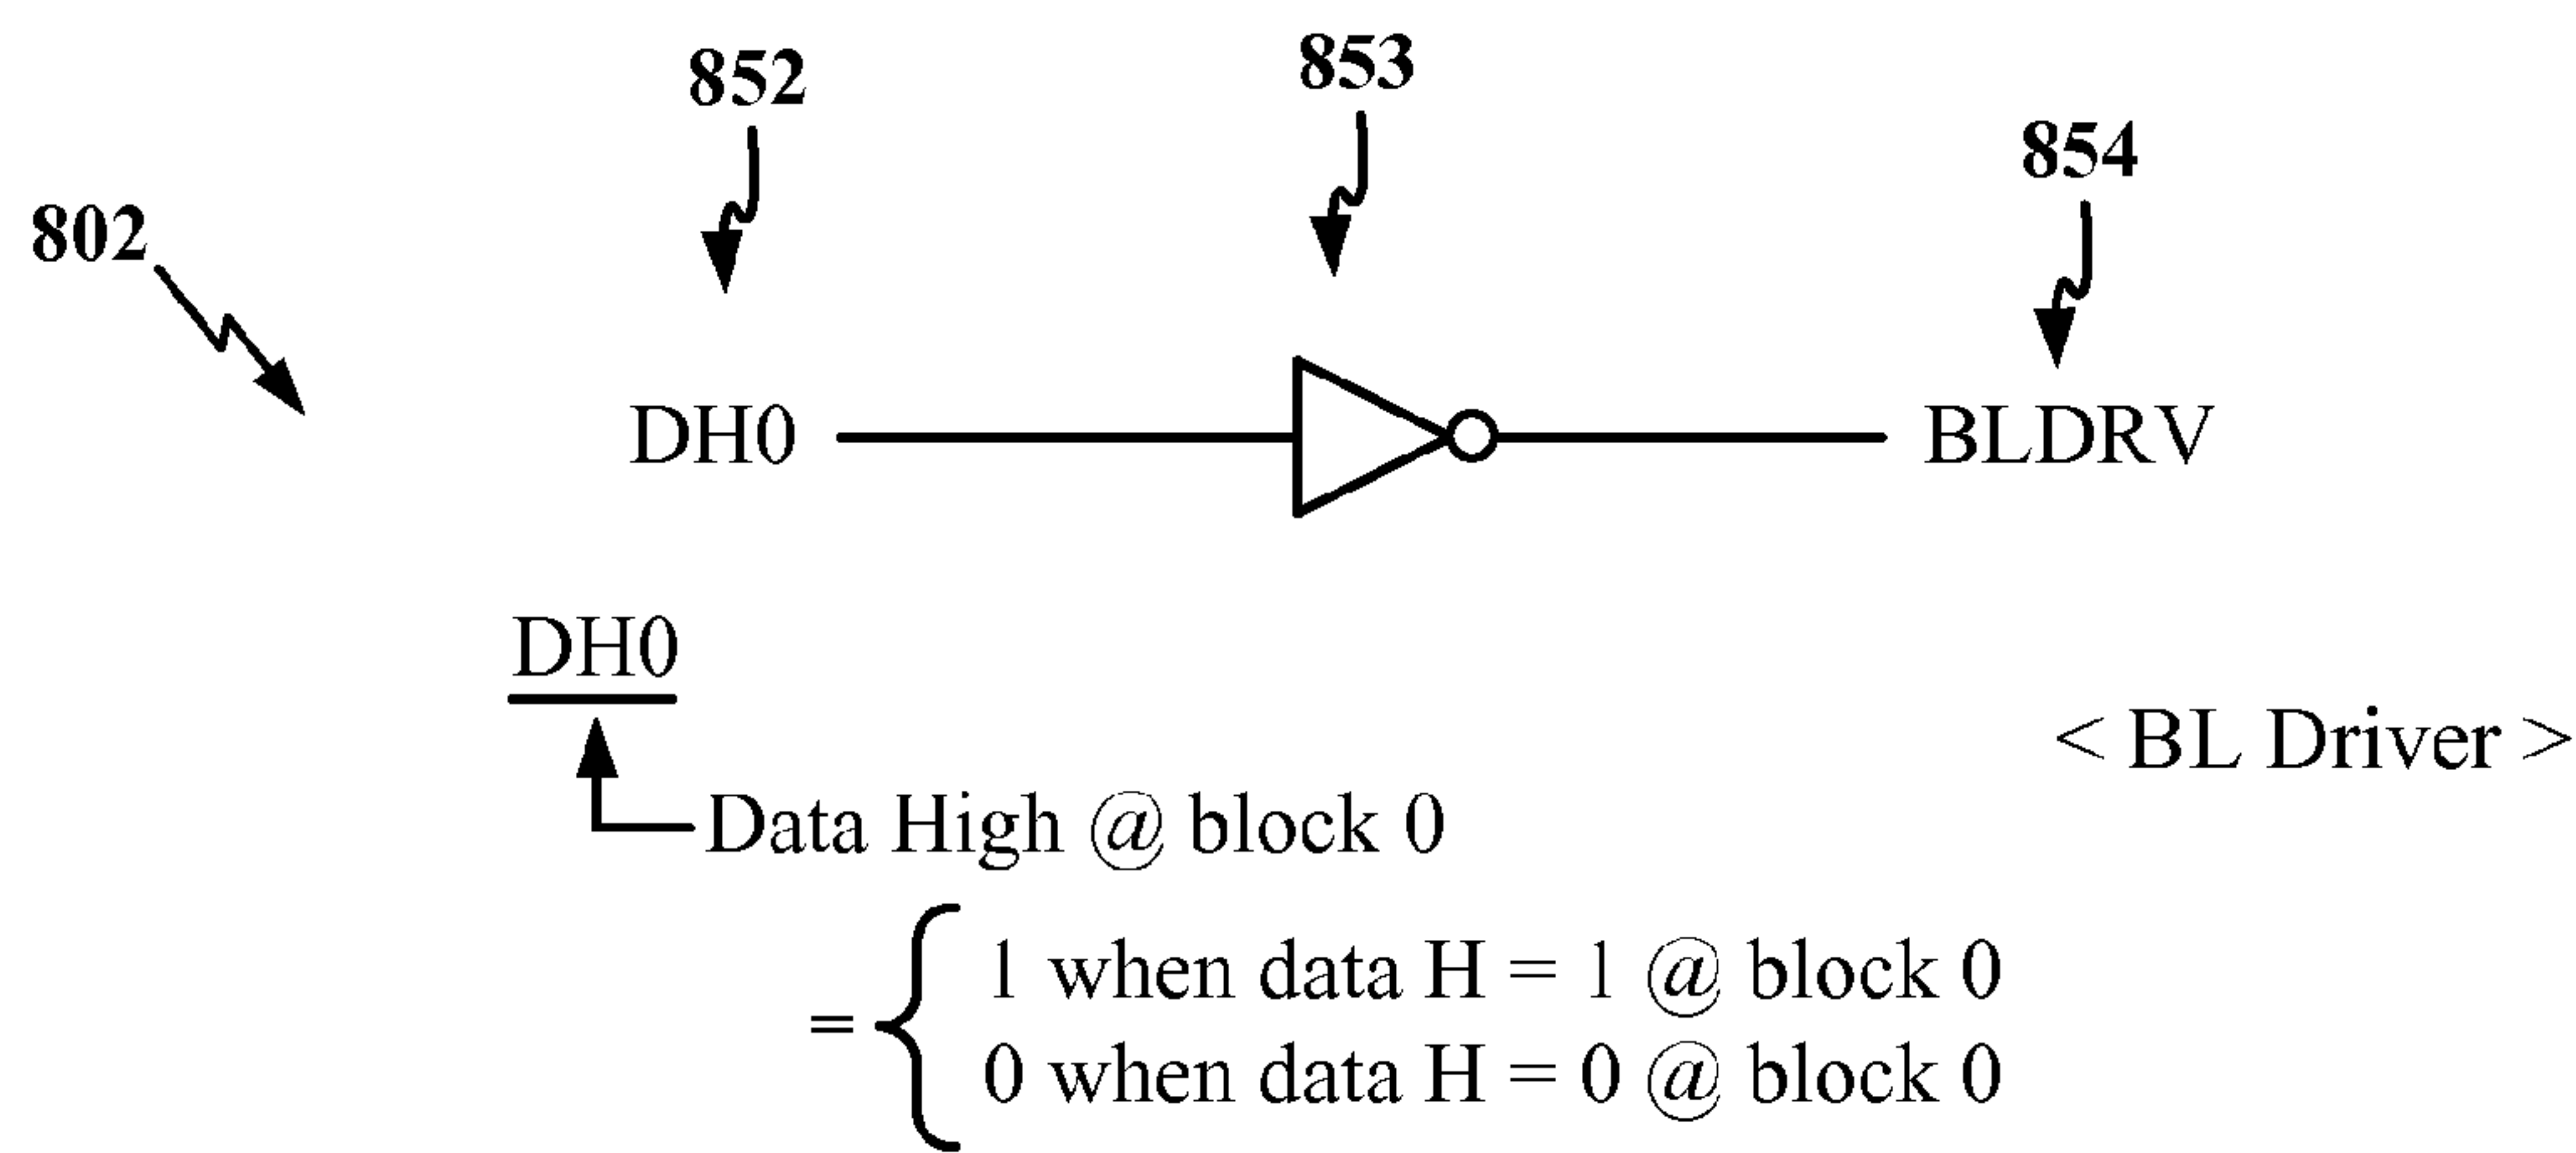 852
853
854
802
DH0
BLDRV
DH0
< BL Driver >
Data High @ block 0
= { 1 when data H = 1 @ block 0
0 when data H = 0 @ block 0